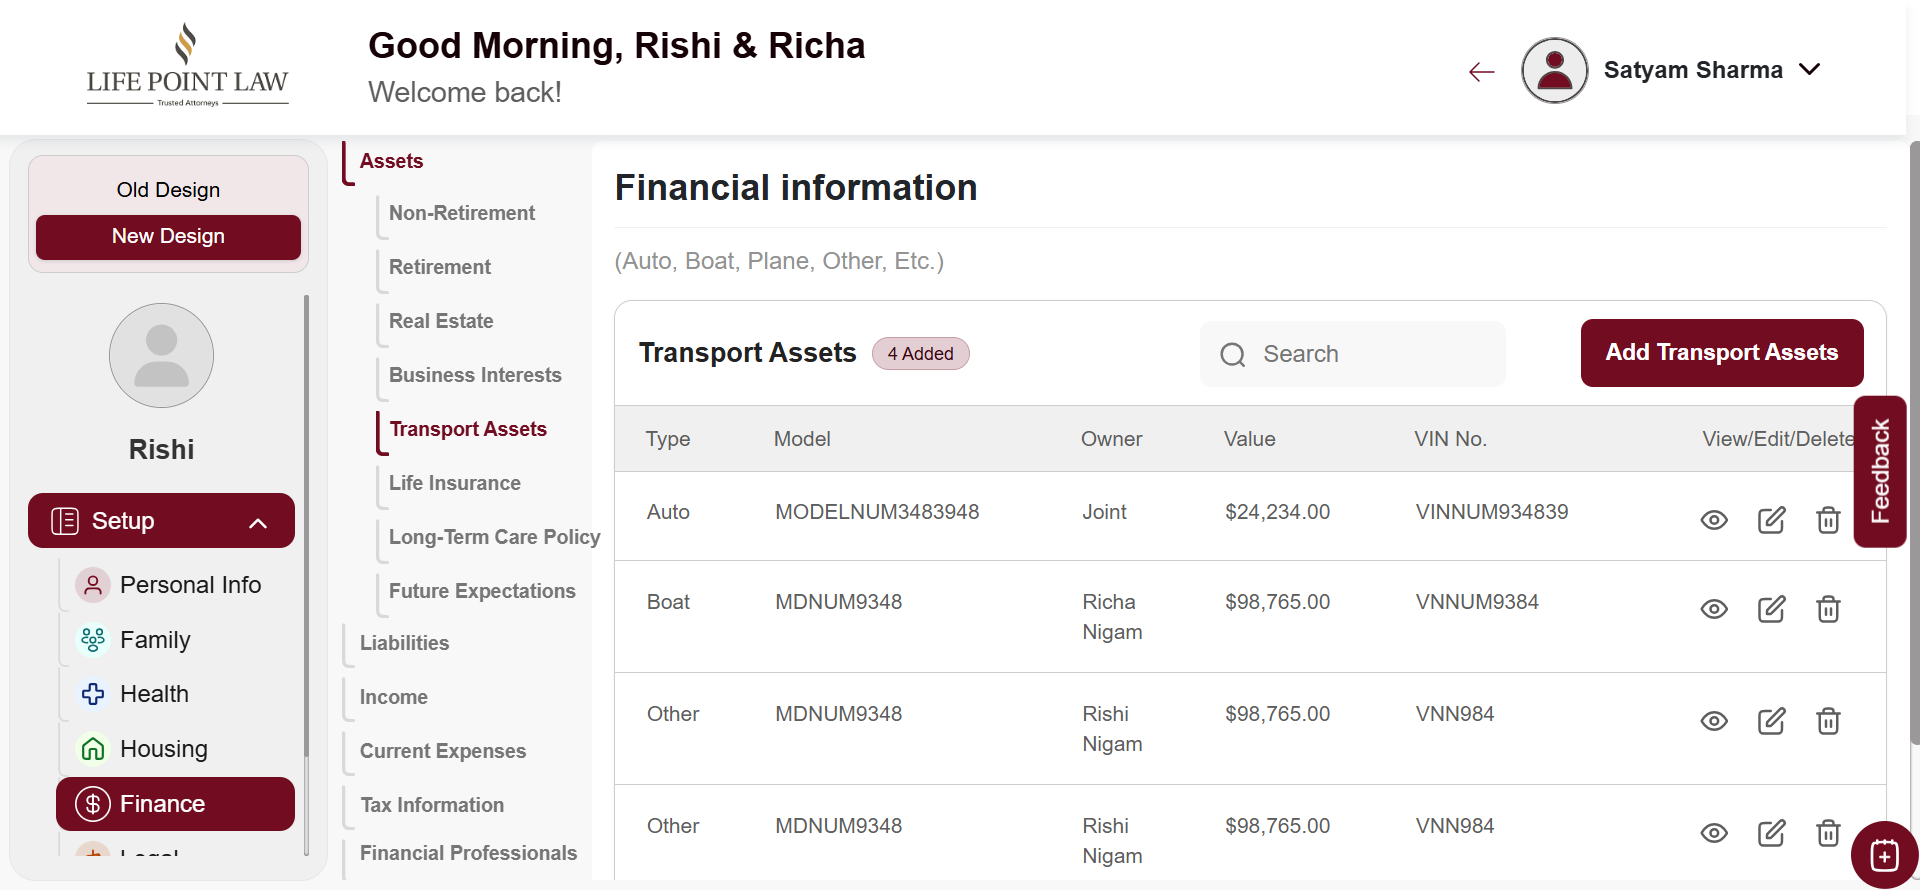 LIFE POINT LAW
Trusted Attorneys
Good Morning, Rishi & Richa
Welcome back!
Satyam Sharma
Old Design
New Design
Rishi
Setup
Personal Info
Family
Health
Housing
Finance
Assets
Non-Retirement
Retirement
Real Estate
Business Interests
Transport Assets
Life Insurance
Long-Term Care Policy
Future Expectations
Liabilities
Income
Current Expenses
Tax Information
Financial Professionals
Financial information
(Auto, Boat, Plane, Other, Etc.)
Transport Assets 4 Added
Search
Add Transport Assets
Type Model Owner Value VIN No. View/Edit/Delete
Auto MODELNUM3483948 Joint $24,234.00 VINNUM934839
Boat MDNUM9348 Richa Nigam $98,765.00 VNNUM9384
Other MDNUM9348 Rishi Nigam $98,765.00 VNN984
Other MDNUM9348 Rishi Nigam $98,765.00 VNN984
Feedback